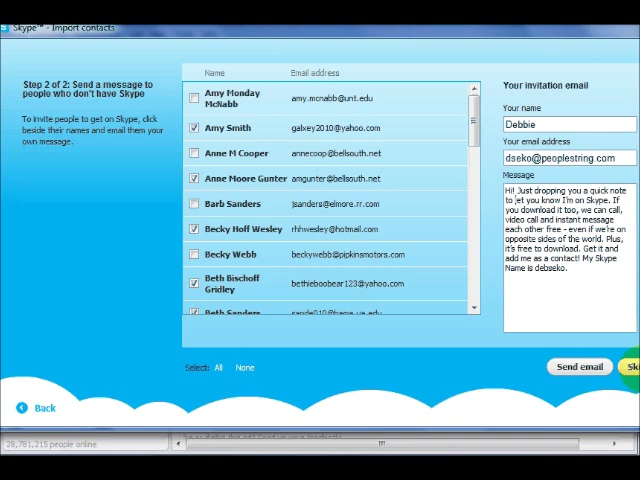 Skype™ - Import contacts
Step 2 of 2: Send a message to
people who don't have Skype
To invite people to get on Skype, click
beside their names and email them your
own message.
Name Email address
Amy Monday
McNabb amy.mcnabb@unt.edu
Amy Smith galxey2010@yahoo.com
Anne M Cooper annecoop@bellsouth.net
Anne Moore Gunter amgunter@bellsouth.net
Barb Sanders jsanders@elmore.rr.com
Becky Hoff Wesley rhhwesley@hotmail.com
Becky Webb beckywebb@pipkinsmotors.com
Beth Bischoff
Gridley bethieboobear123@yahoo.com
Beth Sanders
Select: All None
Your invitation email
Your name
Debbie
Your email address
dseko@peoplestring.com
Message
Hi! Just dropping you a quick note
to let you know I'm on Skype. If
you download it too, we can call,
video call and instant message
each other free - even if we're on
opposite sides of the world. Plus,
it's free to download. Get it and
add me as a contact! My Skype
Name is debseko.
Send email
Back
28,781,215 people online